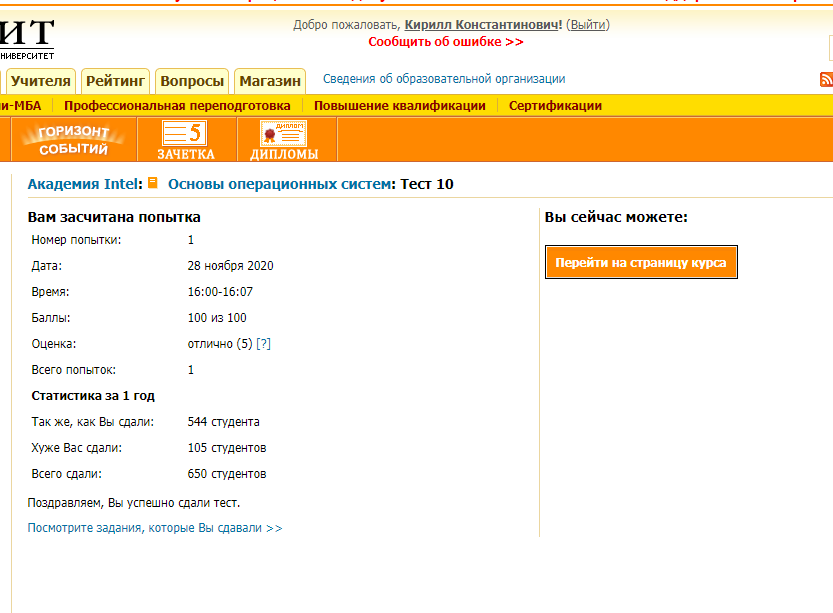 Добро пожаловать, Кирилл Константинович! (Выйти)
Сообщить об ошибке >>
ИТ
НИВЕРСИТЕТ
Учителя Рейтинг Вопросы Магазин Сведения об образовательной организации
и-МБА Профессиональная переподготовка Повышение квалификации Сертификации
ГОРИЗОНТ
СОБЫТИЙ
5
ЗАЧЕТКА
ДИПЛОМ
ДИПЛОМЫ
Академия Intel: Основы операционных систем: Тест 10
Вам засчитана попытка
Номер попытки: 1
Дата: 28 ноября 2020
Время: 16:00-16:07
Баллы: 100 из 100
Оценка: отлично (5) [?]
Всего попыток: 1
Статистика за 1 год
Так же, как Вы сдали: 544 студента
Хуже Вас сдали: 105 студентов
Всего сдали: 650 студентов
Поздравляем, Вы успешно сдали тест.
Посмотрите задания, которые Вы сдавали >>
Вы сейчас можете:
Перейти на страницу курса